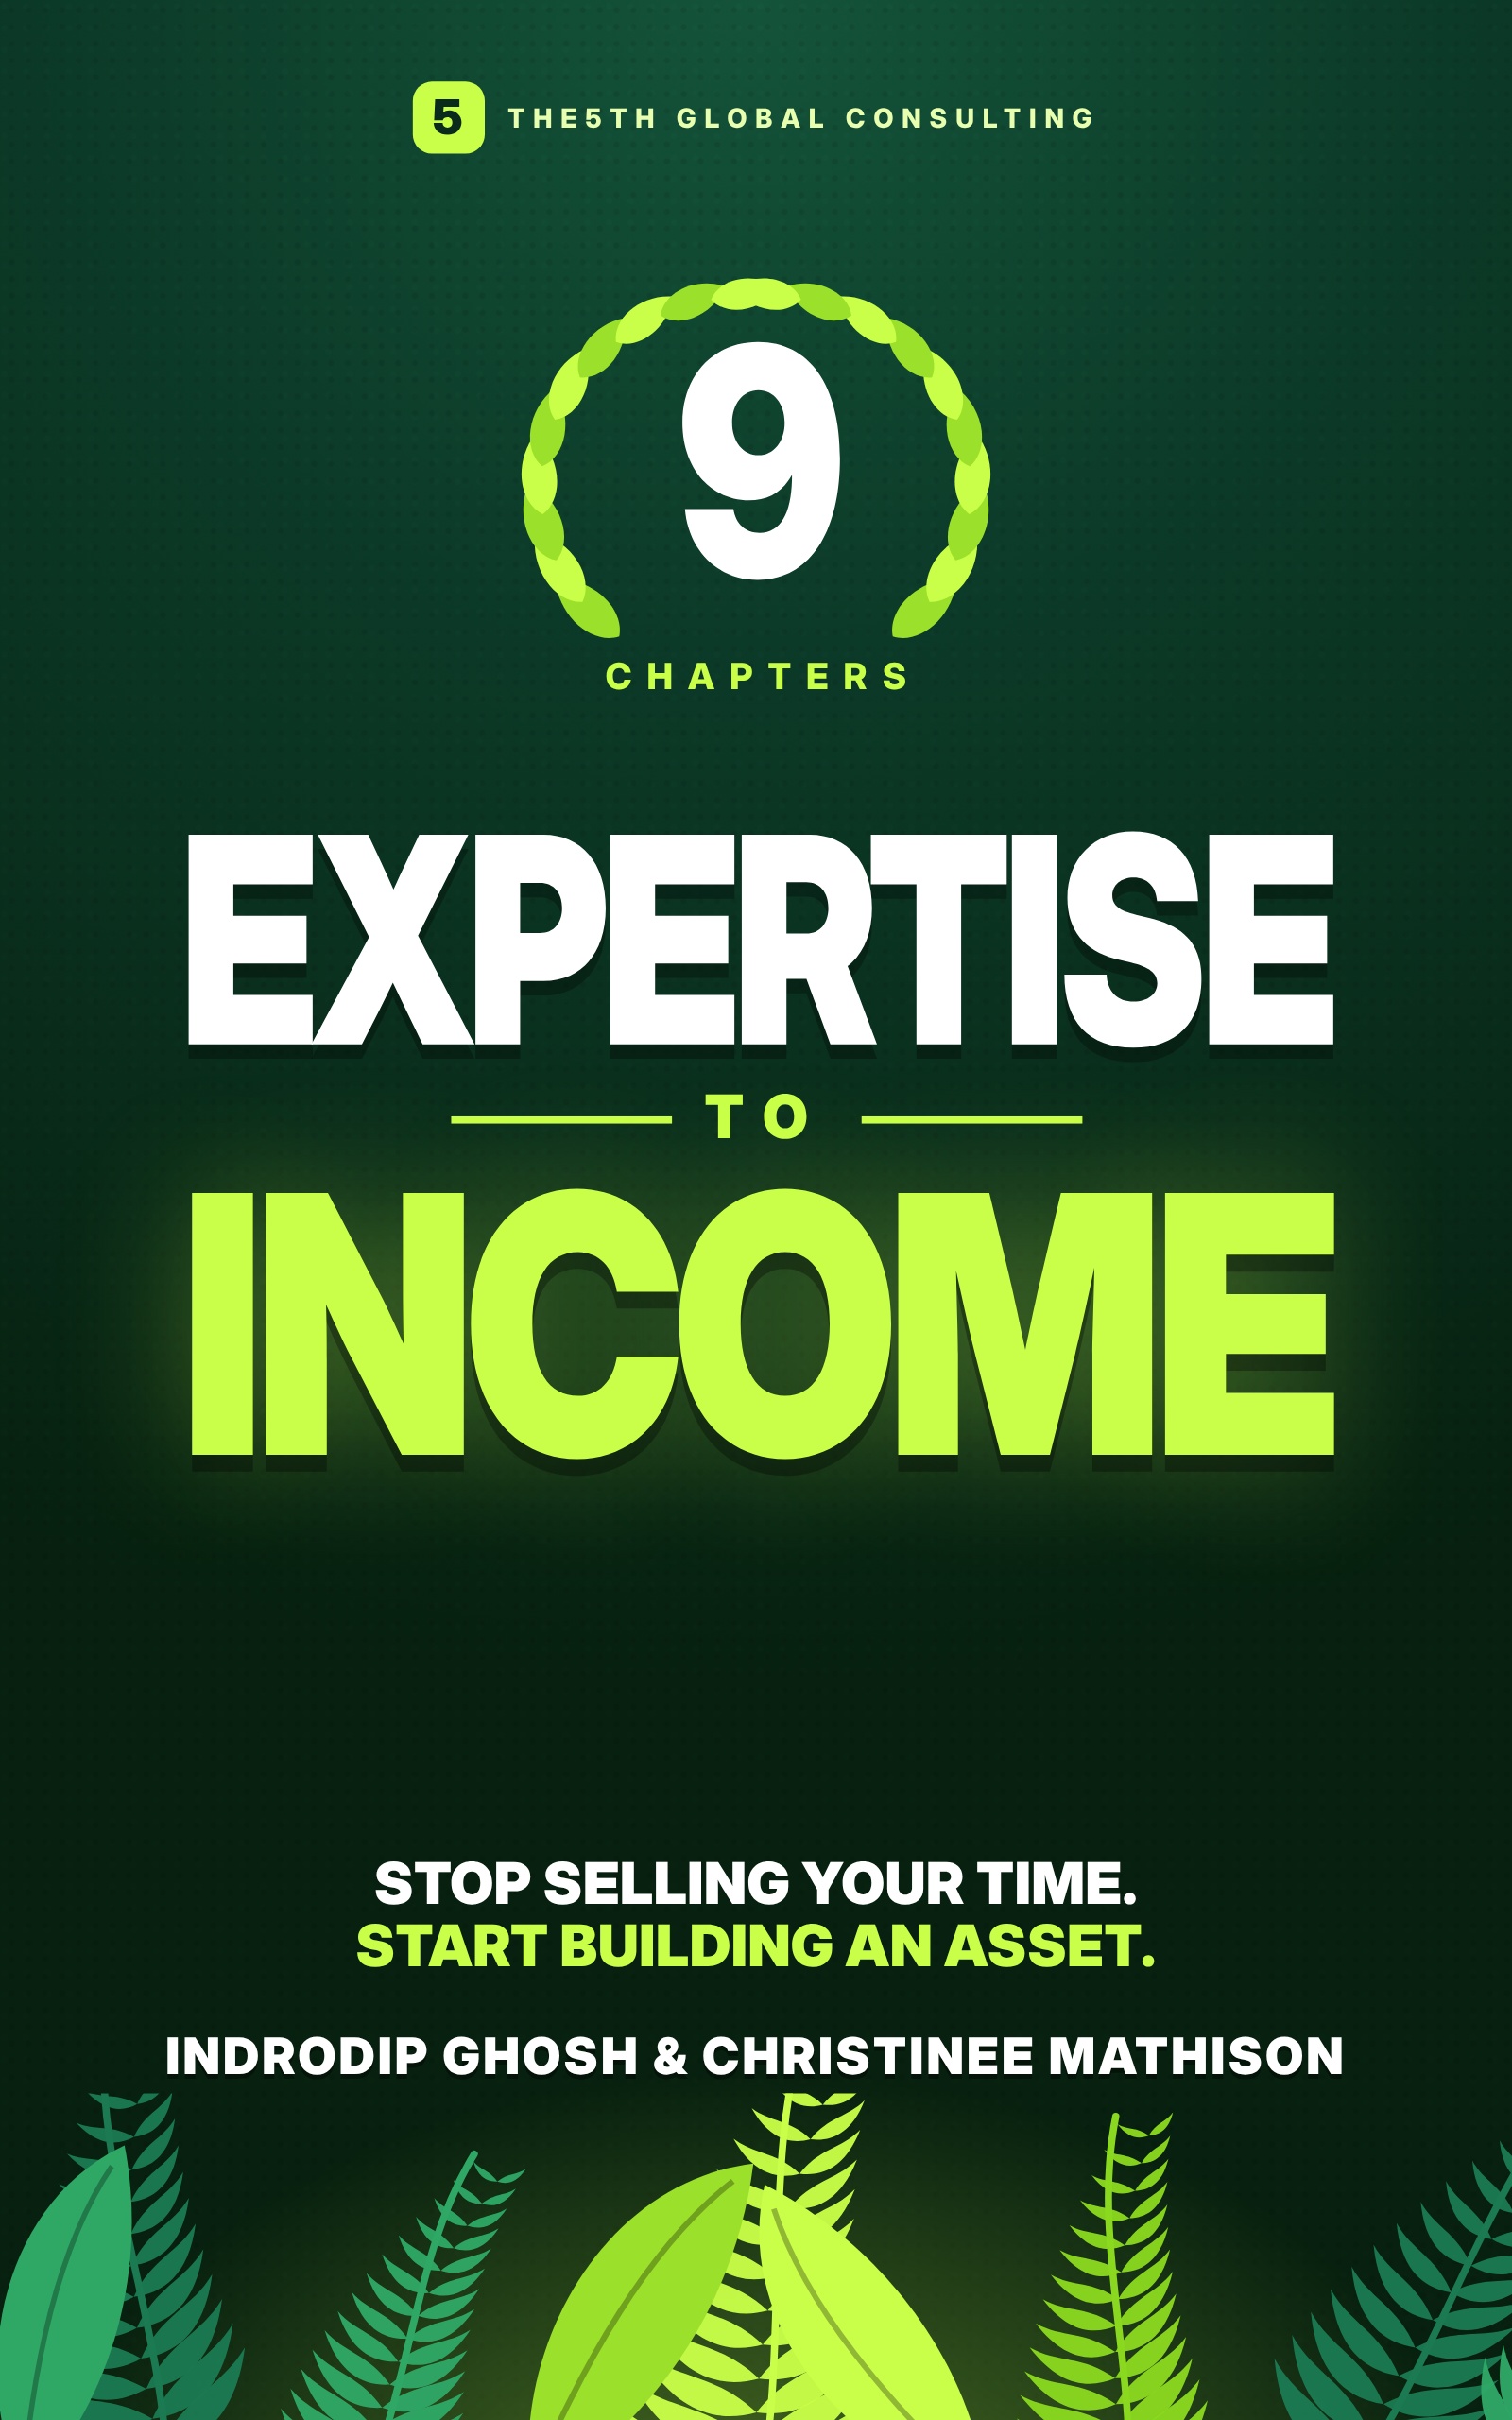 5 THE5TH GLOBAL CONSULTING
9
CHAPTERS
EXPERTISE
TO
INCOME
STOP SELLING YOUR TIME.
START BUILDING AN ASSET.
INDRODIP GHOSH & CHRISTINEE MATHISON